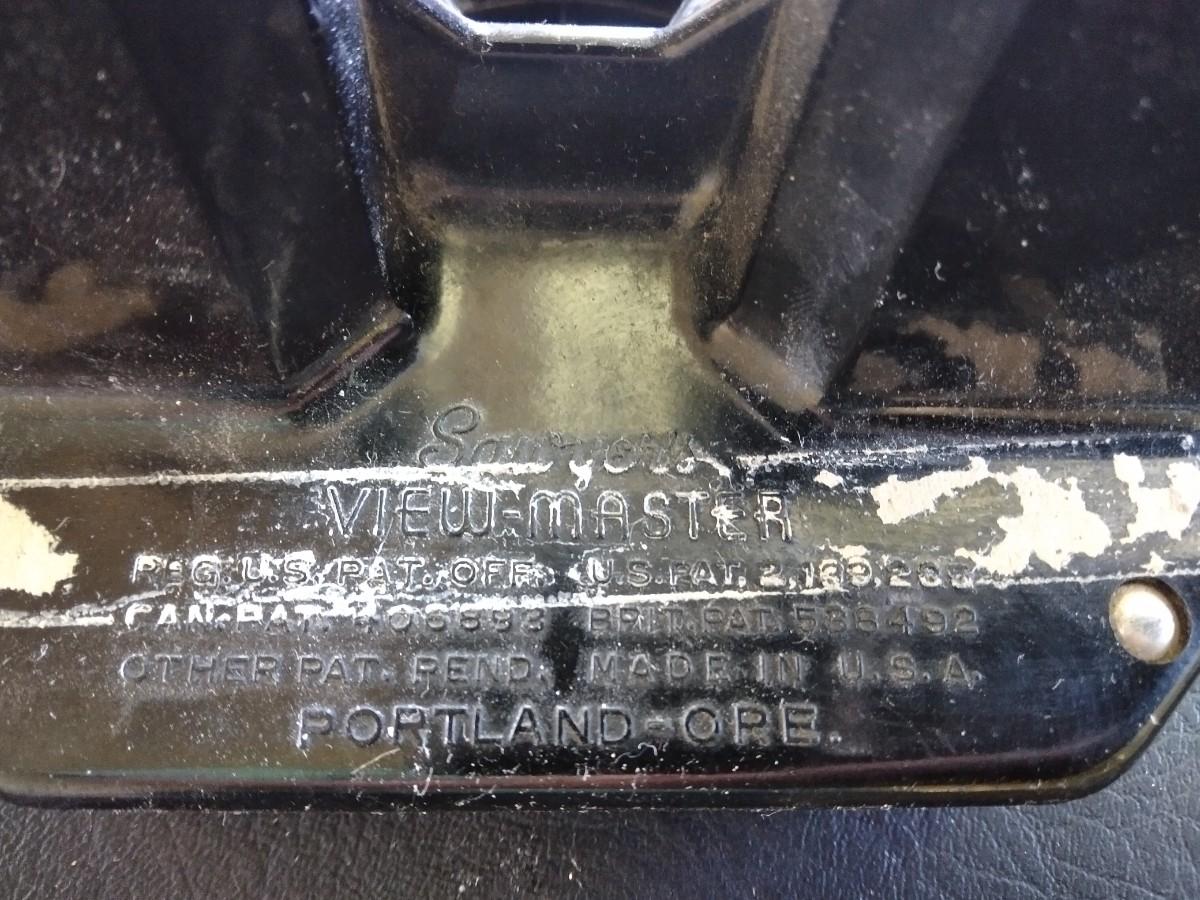 Sawyer's
VIEW-MASTER
REG. U.S. PAT. OFF. U.S. PAT.
CAN. PAT. BRIT. PAT. 538492
OTHER PAT. PEND. MADE IN U.S.A.
PORTLAND-ORE.